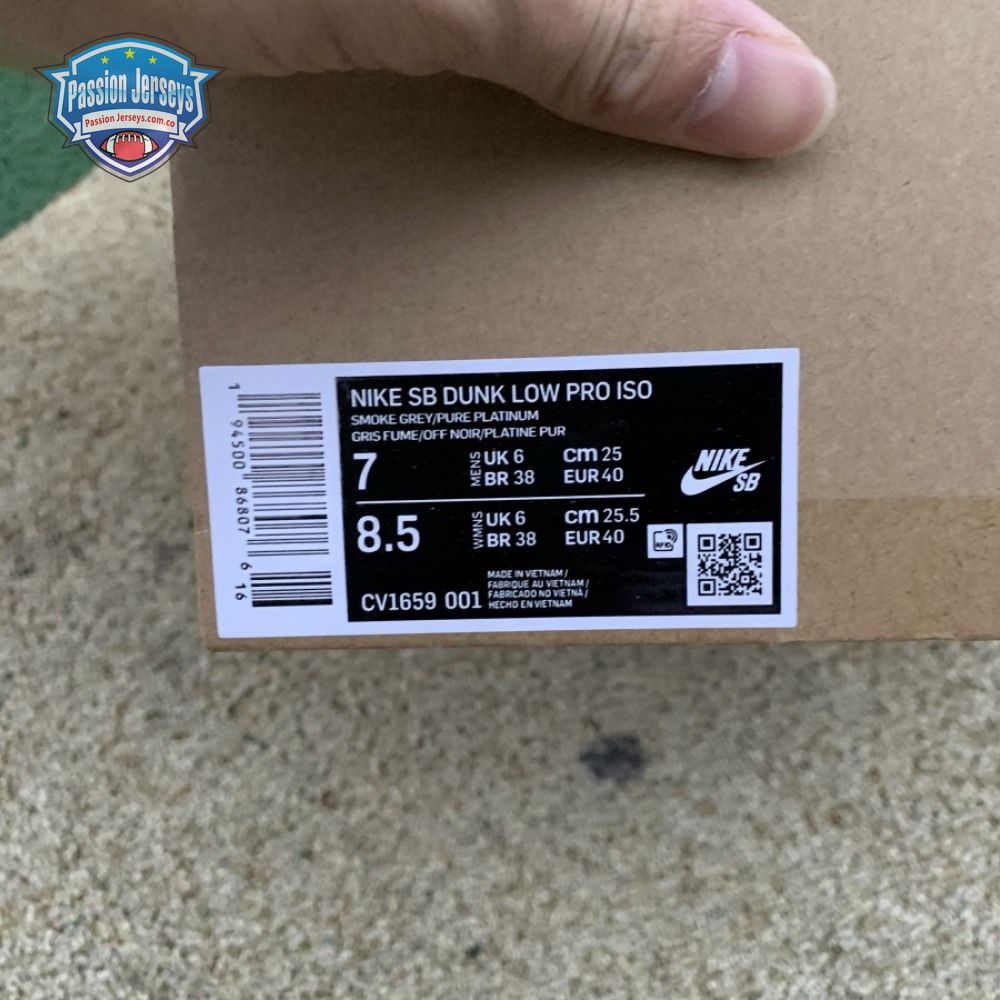 Passion Jerseys
Passion Jerseys.com.co
1 94500 86807 6 16
NIKE SB DUNK LOW PRO ISO
SMOKE GREY/PURE PLATINUM
GRIS FUME/OFF NOIR/PLATINE PUR
7 MENS UK 6 cm 25
BR 38 EUR 40
8.5 WMNS UK 6 cm 25.5
BR 38 EUR 40
NIKE
SB
RFID
MADE IN VIETNAM /
FABRIQUE AU VIETNAM /
FABRICADO NO VIETNÃ /
HECHO EN VIETNAM
CV1659 001